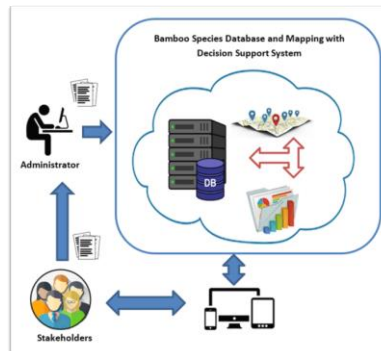 Bamboo Species Database and Mapping with
Decision Support System
DB
Administrator
Stakeholders